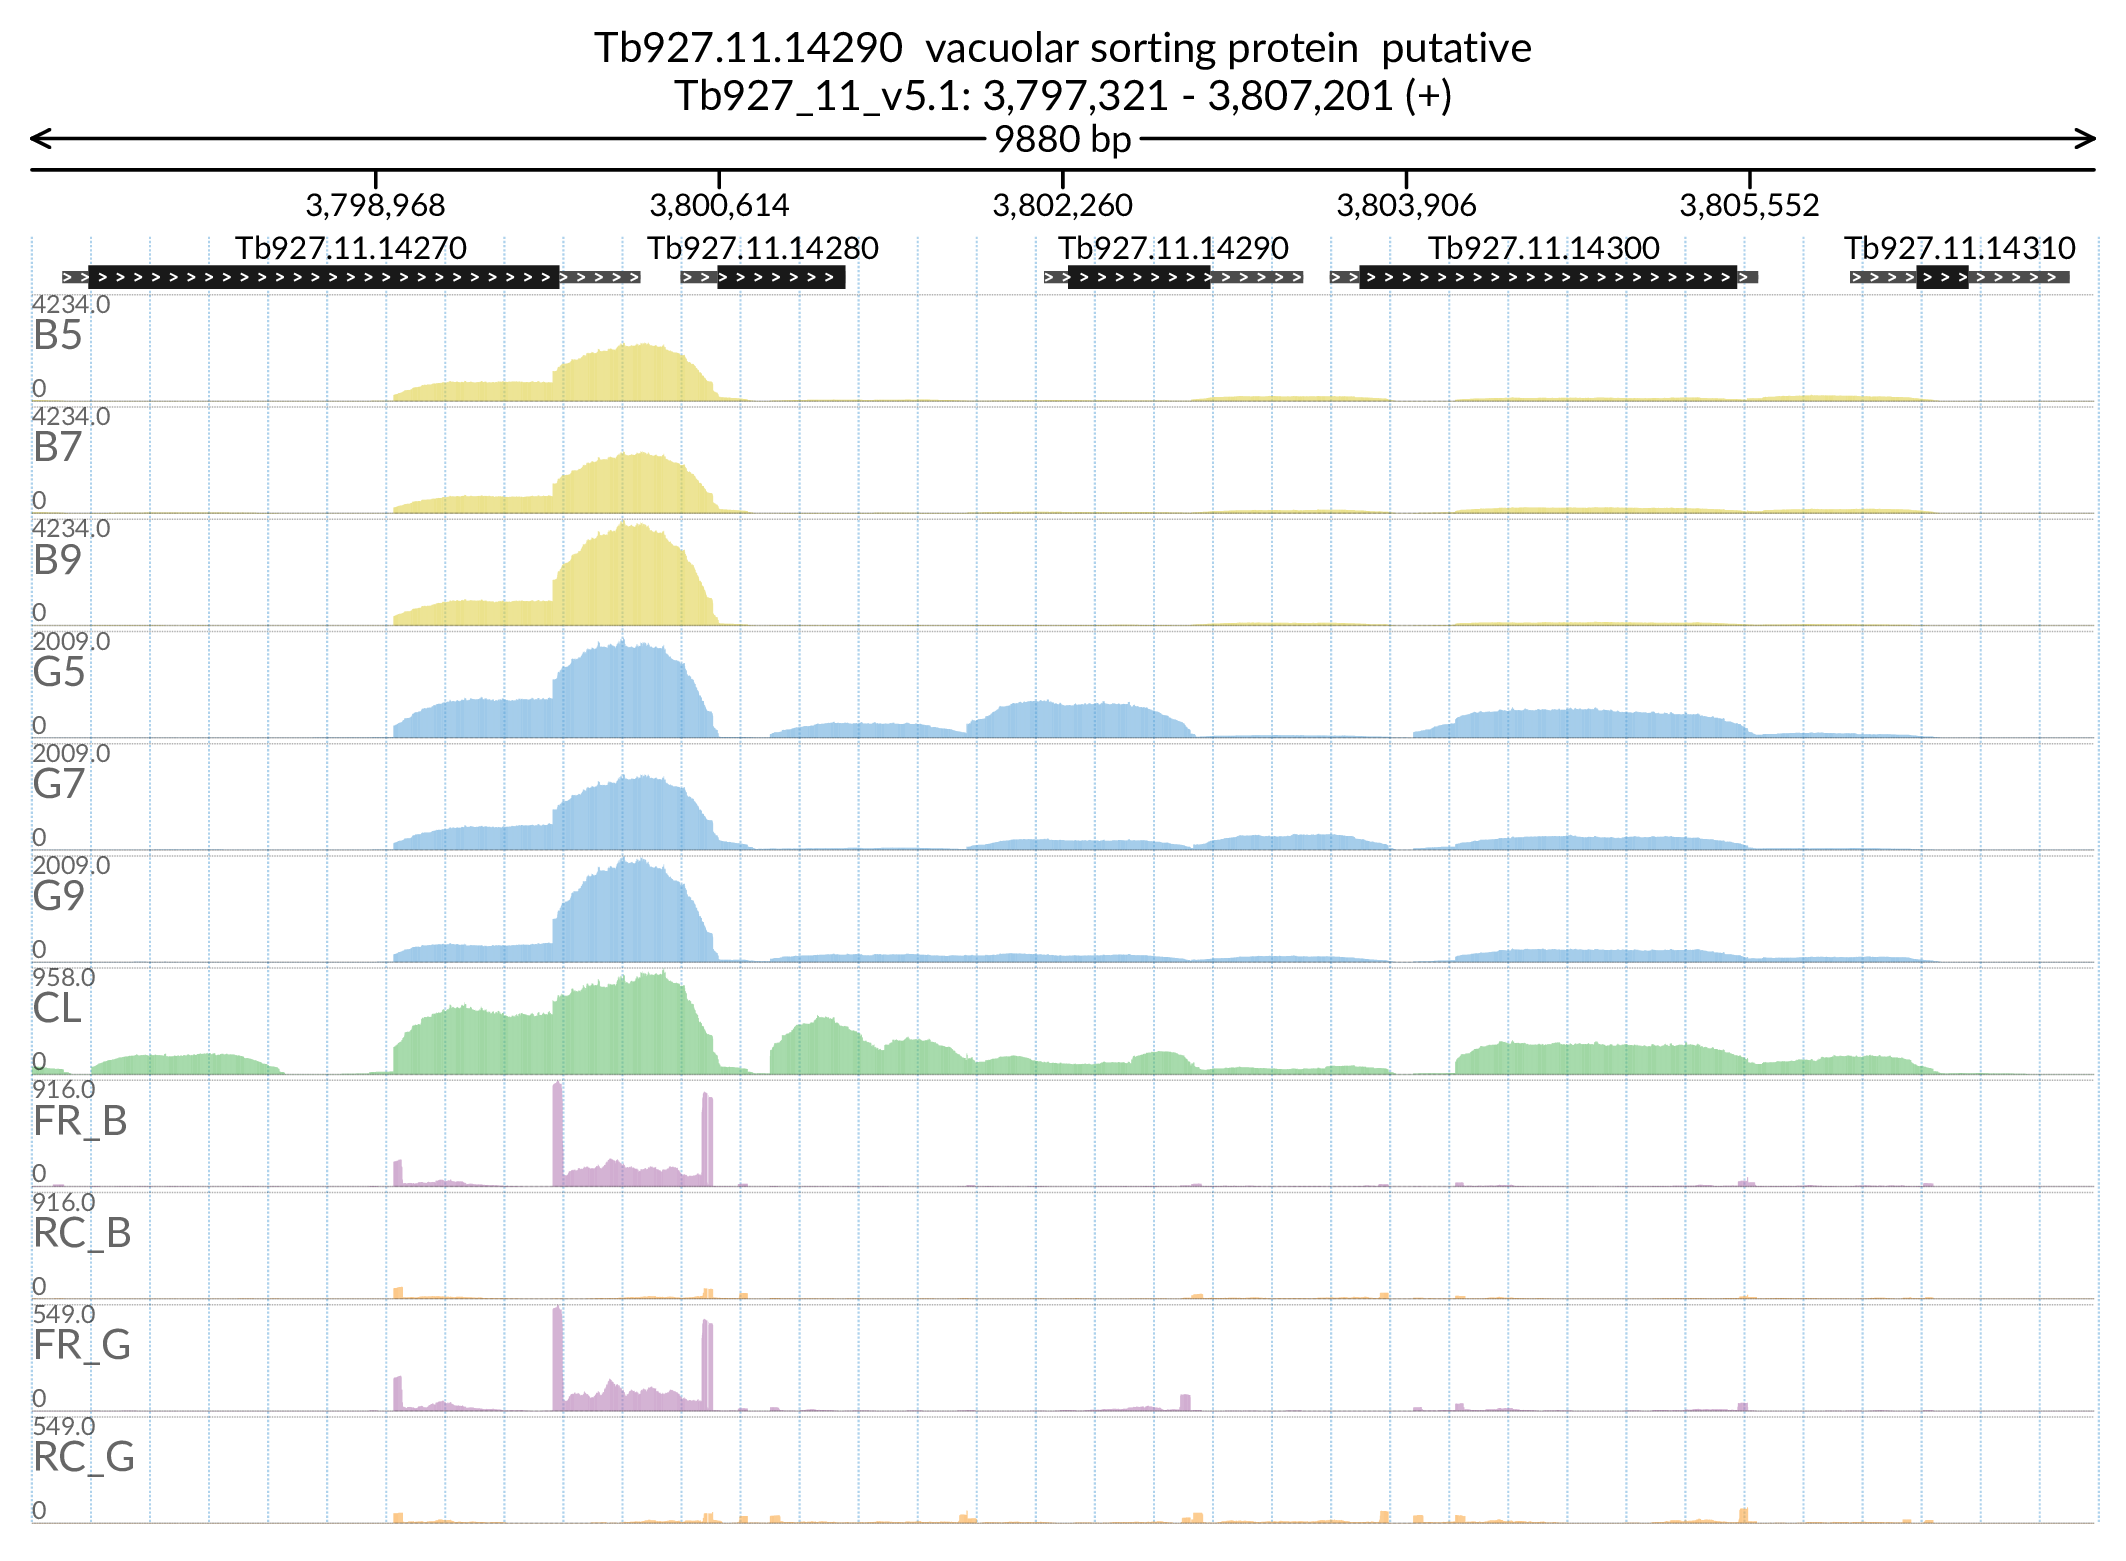 Tb927.11.14290  vacuolar sorting protein  putative
Tb927_11_v5.1: 3,797,321 - 3,807,201 (+)
9880 bp
3,798,968 3,800,614 3,802,260 3,803,906 3,805,552
Tb927.11.14270 Tb927.11.14280 Tb927.11.14290 Tb927.11.14300 Tb927.11.14310
4234.0
B5
0
4234.0
B7
0
4234.0
B9
0
2009.0
G5
0
2009.0
G7
0
2009.0
G9
0
958.0
CL
0
916.0
FR_B
0
916.0
RC_B
0
549.0
FR_G
0
549.0
RC_G
0